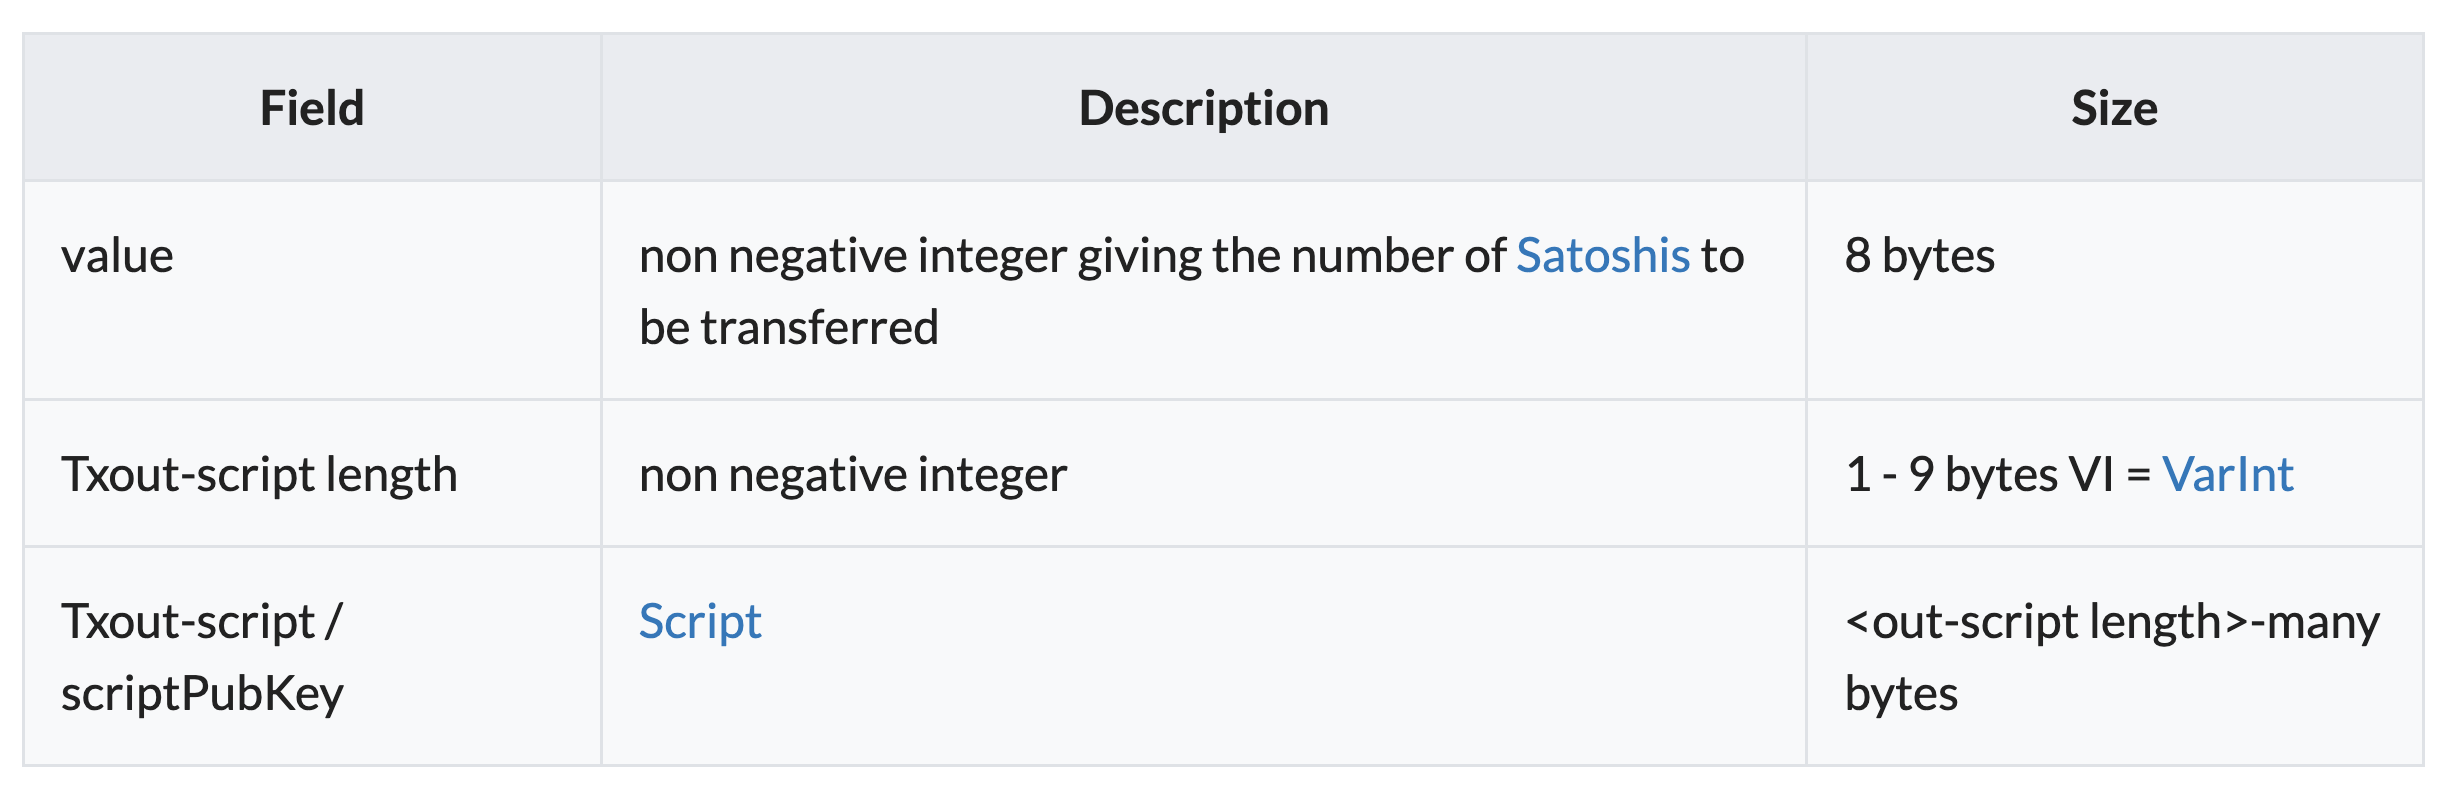 Field Description Size
value non negative integer giving the number of Satoshis to 8 bytes
be transferred
Txout-script length non negative integer 1 - 9 bytes VI = VarInt
Txout-script / Script <out-script length>-many
scriptPubKey bytes